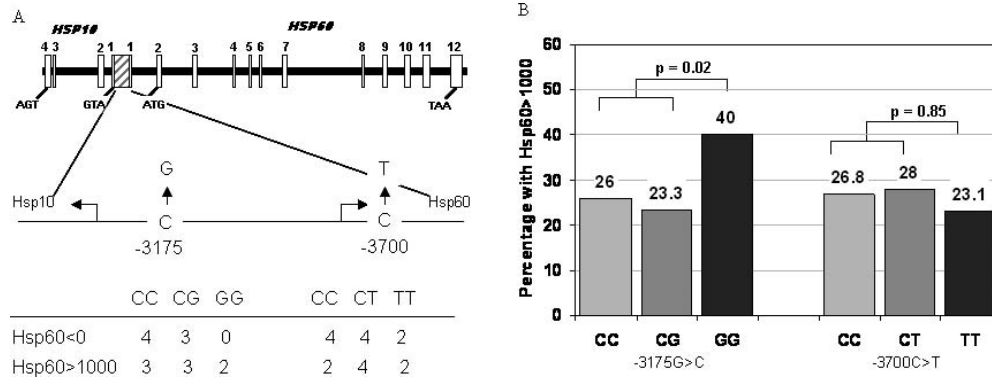 A
HSP10 HSP60
4 3 2 1 1 2 3 4 5 6 7 8 9 10 11 12
AGT GTA ATG TAA
G T
Hsp10 Hsp60
C C
-3175 -3700
CC CG GG CC CT TT
Hsp60<0 4 3 0 4 4 2
Hsp60>1000 3 3 2 2 4 2
B
Percentage with Hsp60>1000
60
50
40
30
20
10
0
p = 0.02
p = 0.85
26 23.3 40 26.8 28 23.1
CC CG GG CC CT TT
-3175G>C -3700C>T